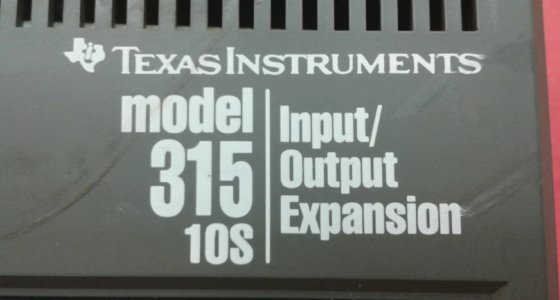 TEXAS INSTRUMENTS
model
315
10S
Input/
Output
Expansion